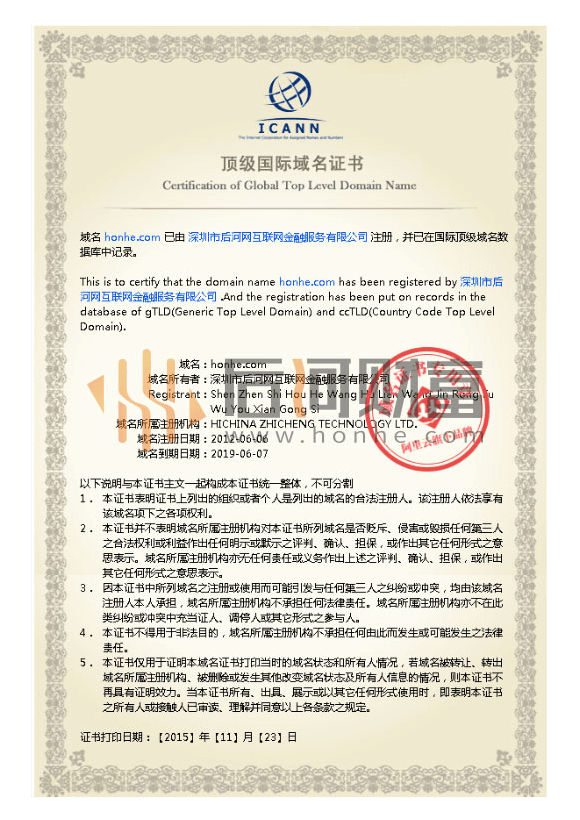 ICANN
The Internet Corporation for Assigned Names and Numbers
顶级国际域名证书
Certification of Global Top Level Domain Name
域名 honhe.com 已由 深圳市后河网互联网金融服务有限公司 注册，并已在国际顶级域名数
据库中记录。
This is to certify that the domain name honhe.com has been registered by 深圳市后
河网互联网金融服务有限公司 .And the registration has been put on records in the
database of gTLD(Generic Top Level Domain) and ccTLD(Country Code Top Level
Domain).
域名：honhe.com
域名所有者：深圳市后河网互联网金融服务有限公司
Registrant：Shen Zhen Shi Hou He Wang Hu Lian Wang Jin Rong Fu
Wu You Xian Gong Si
域名所属注册机构：HICHINA ZHICHENG TECHNOLOGY LTD.
域名注册日期：2012-06-06
域名到期日期：2019-06-07
后河财富
www.honhe.com
域名证书专用章
阿里云旗下品牌
以下说明与本证书主文一起构成本证书统一整体，不可分割
1． 本证书表明证书上列出的组织或者个人是列出的域名的合法注册人。该注册人依法享有
该域名项下之各项权利。
2． 本证书并不表明域名所属注册机构对本证书所列域名是否贬斥、侵害或毁损任何第三人
之合法权利或利益作出任何明示或默示之评判、确认、担保，或作出其它任何形式之意
思表示。域名所属注册机构亦无任何责任或义务作出上述之评判、确认、担保，或作出
其它任何形式之意思表示。
3． 因本证书中所列域名之注册或使用而可能引发与任何第三人之纠纷或冲突，均由该域名
注册人本人承担，域名所属注册机构不承担任何法律责任。域名所属注册机构亦不在此
类纠纷或冲突中充当证人、调停人或其它形式之参与人。
4． 本证书不得用于非法目的，域名所属注册机构不承担任何由此而发生或可能发生之法律
责任。
5． 本证书仅用于证明本域名证书打印当时的域名状态和所有人情况，若域名被转让、转出
域名所属注册机构、被删除或发生其他改变域名状态及所有人信息的情况，则本证书不
再具有证明效力。当本证书所有、出具、展示或以其它任何形式使用时，即表明本证书
之所有人或接触人已审读、理解并同意以上各条款之规定。
证书打印日期：【2015】年【11】月【23】日